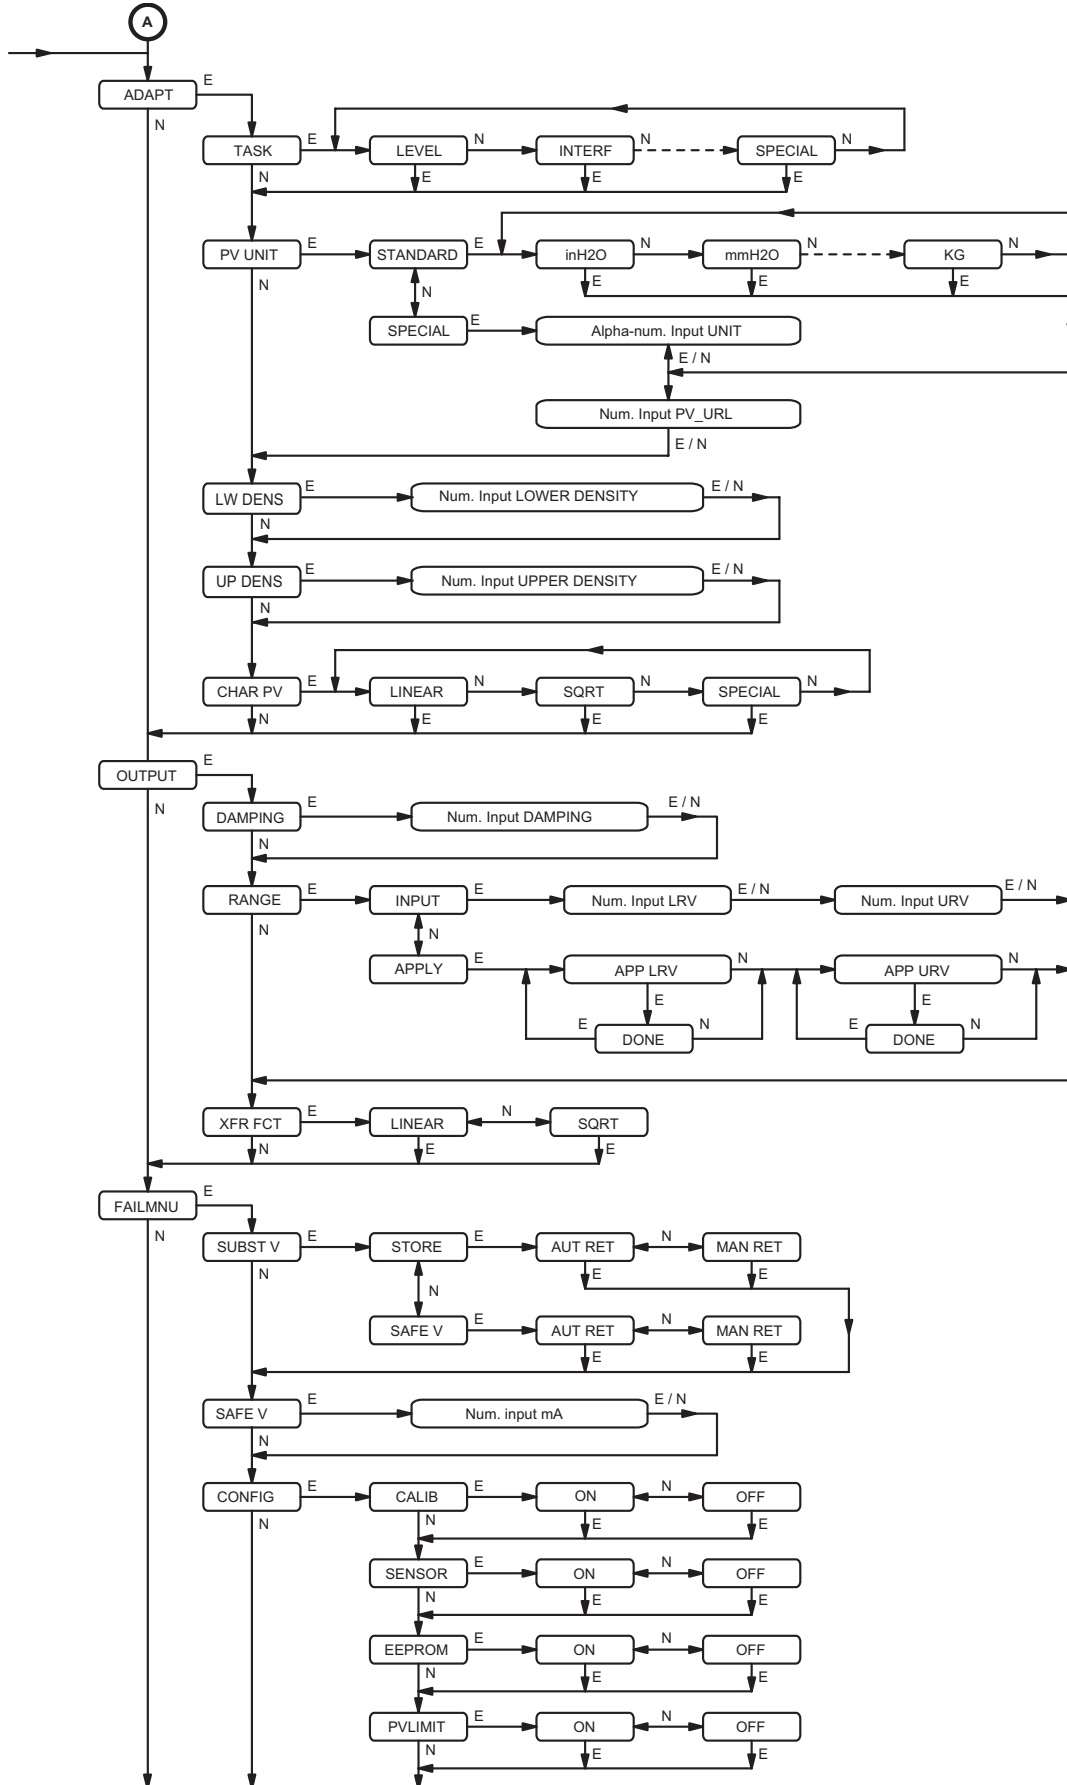 A
ADAPT E
N
TASK E LEVEL N INTERF N SPECIAL N
N E E E
PV UNIT E STANDARD E inH2O N mmH2O N KG N
N N E E E
SPECIAL E Alpha-num. Input UNIT
E / N
Num. Input PV_URL
E / N
LW DENS E Num. Input LOWER DENSITY E / N
N
UP DENS E Num. Input UPPER DENSITY E / N
N
CHAR PV E LINEAR N SQRT N SPECIAL N
N E E E
OUTPUT E
N
DAMPING E Num. Input DAMPING E / N
N
RANGE E INPUT E Num. Input LRV E / N Num. Input URV E / N
N N
APPLY E APP LRV N APP URV N
E E
E DONE N E DONE N
XFR FCT E LINEAR N SQRT
N E E
FAILMNU E
N
SUBST V E STORE E AUT RET N MAN RET
N N E E
SAFE V E AUT RET N MAN RET
E E
SAFE V E Num. input mA E / N
N
CONFIG E CALIB E ON N OFF
N N E E
SENSOR E ON N OFF
N E E
EEPROM E ON N OFF
N E E
PVLIMIT E ON N OFF
N E E